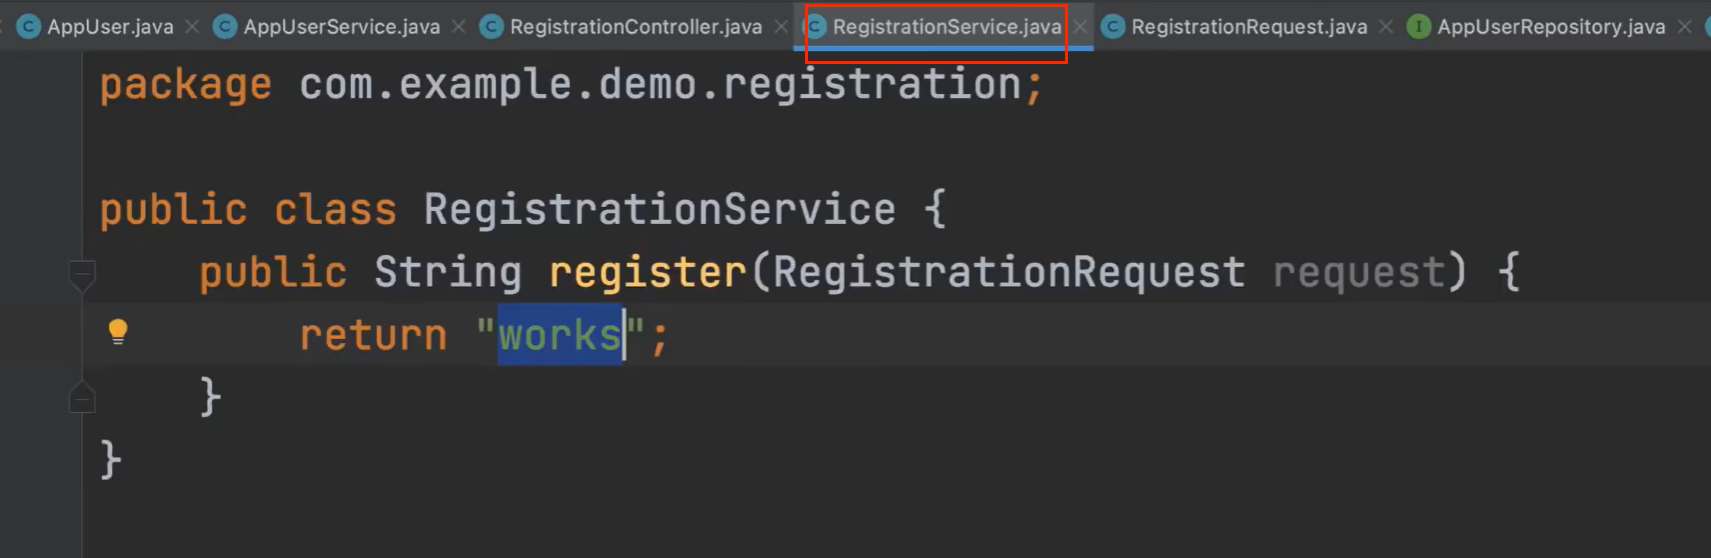 AppUser.java AppUserService.java RegistrationController.java RegistrationService.java RegistrationRequest.java AppUserRepository.java
package com.example.demo.registration;
public class RegistrationService {
public String register(RegistrationRequest request) {
return "works";
}
}